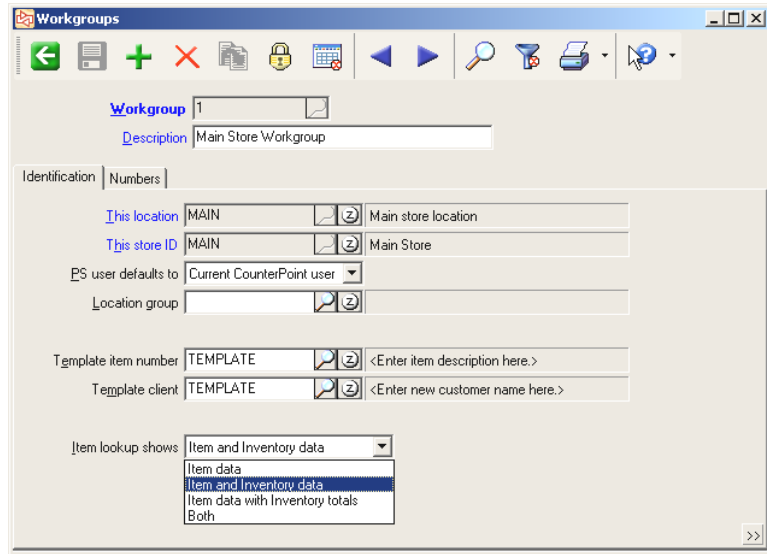 Workgroups
Workgroup 1
Description Main Store Workgroup
Identification Numbers
This location MAIN Z Main store location
This store ID MAIN Z Main Store
PS user defaults to Current CounterPoint user
Location group Z
Template item number TEMPLATE Z <Enter item description here.>
Template client TEMPLATE Z <Enter new customer name here.>
Item lookup shows Item and Inventory data
Item data
Item and Inventory data
Item data with Inventory totals
Both
>>